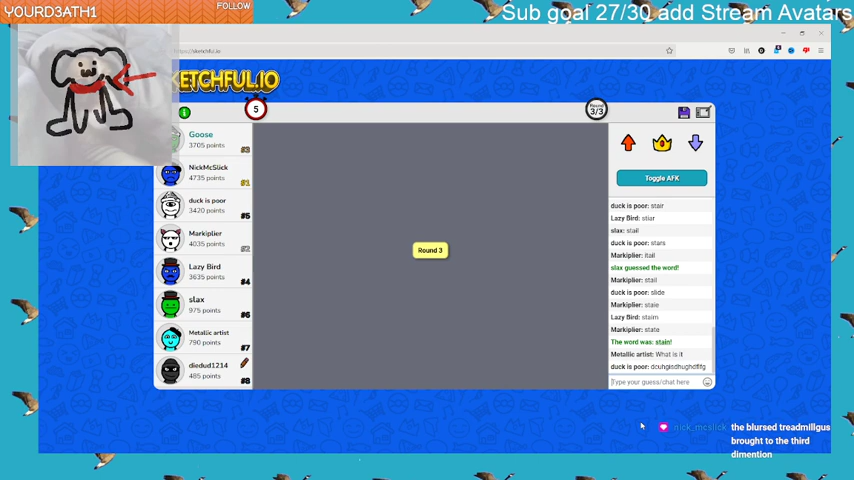 YOURD3ATH1
FOLLOW
Sub goal 27/30 add Stream Avatars
KETCHFUL.IO
5
Round
3/3
Goose
3705 points
#3
NickMcSlick
4735 points
#1
duck is poor
3420 points
#5
Markiplier
4035 points
#2
Lazy Bird
3635 points
#4
slax
975 points
#6
Metallic artist
790 points
#7
diedud1214
485 points
#8
Round 3
Toggle AFK
duck is poor: stair
Lazy Bird: stiar
slax: stail
duck is poor: stars
Markiplier: itail
slax guessed the word!
Markiplier: stail
duck is poor: slide
Markiplier: staie
Lazy Bird: stairn
Markiplier: state
The word was: stain!
Metallic artist: What is it
duck is poor: dcuhgisdhughdfifg
Type your guess/chat here
nick_mcslick the blursed treadmillgus
brought to the third
dimention